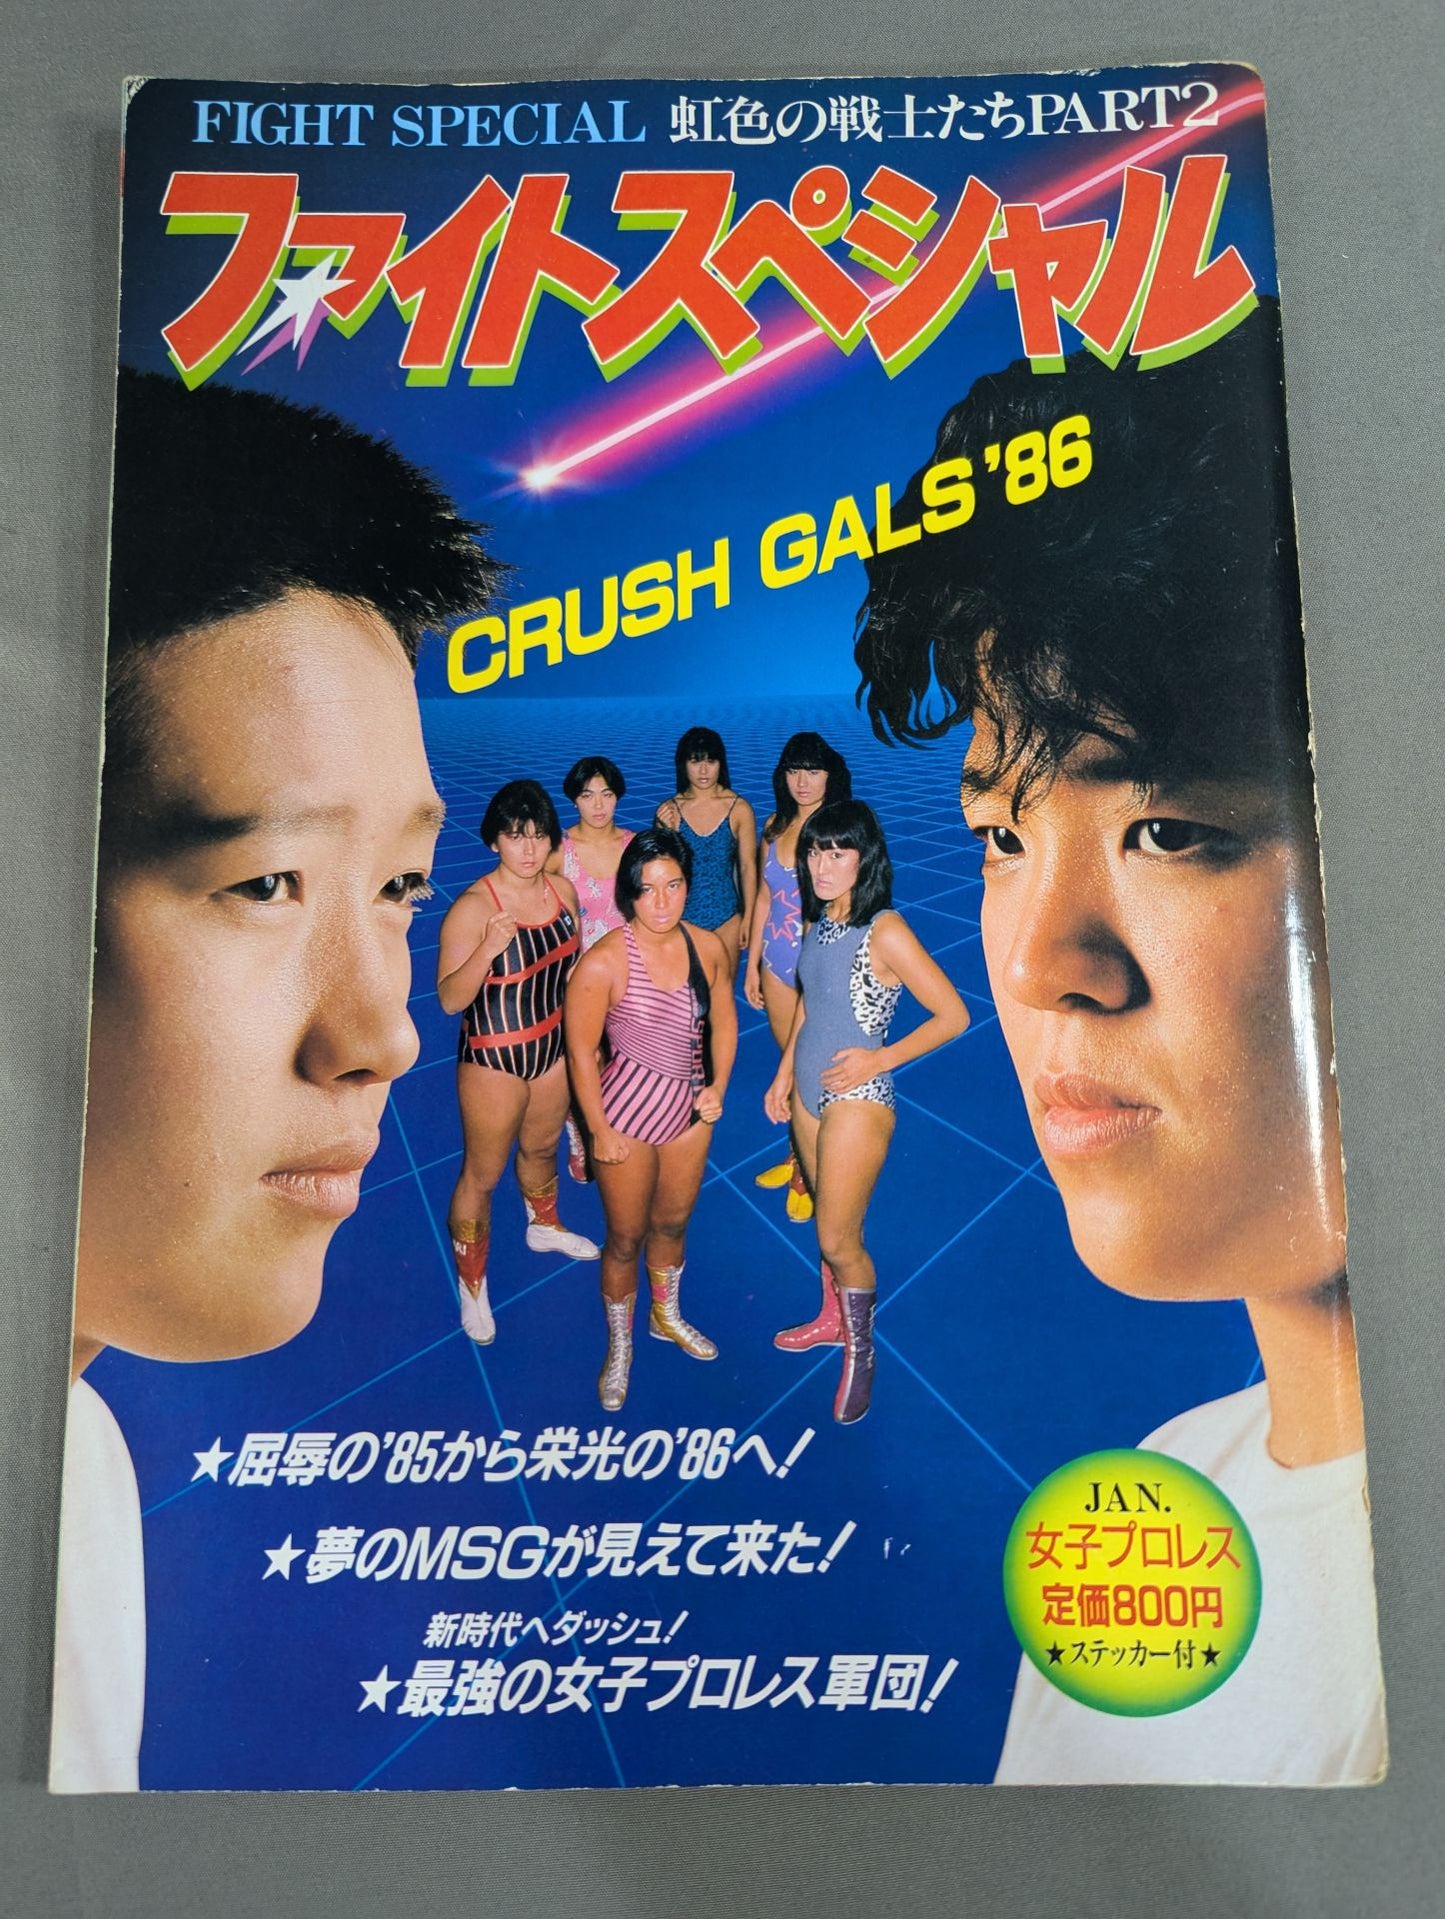 FIGHT SPECIAL 虹色の戦士たちPART2
ファイトスペシャル
CRUSH GALS '86
★屈辱の'85から栄光の'86へ!
★夢のMSGが見えて来た!
新時代へダッシュ!
★最強の女子プロレス軍団!
JAN.
女子プロレス
定価800円
★ステッカー付★